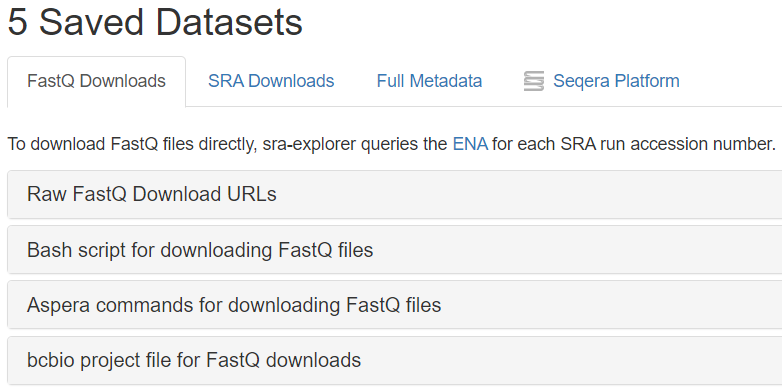 5 Saved Datasets
FastQ Downloads
SRA Downloads
Full Metadata
Seqera Platform
To download FastQ files directly, sra-explorer queries the ENA for each SRA run accession number.
Raw FastQ Download URLs
Bash script for downloading FastQ files
Aspera commands for downloading FastQ files
bcbio project file for FastQ downloads